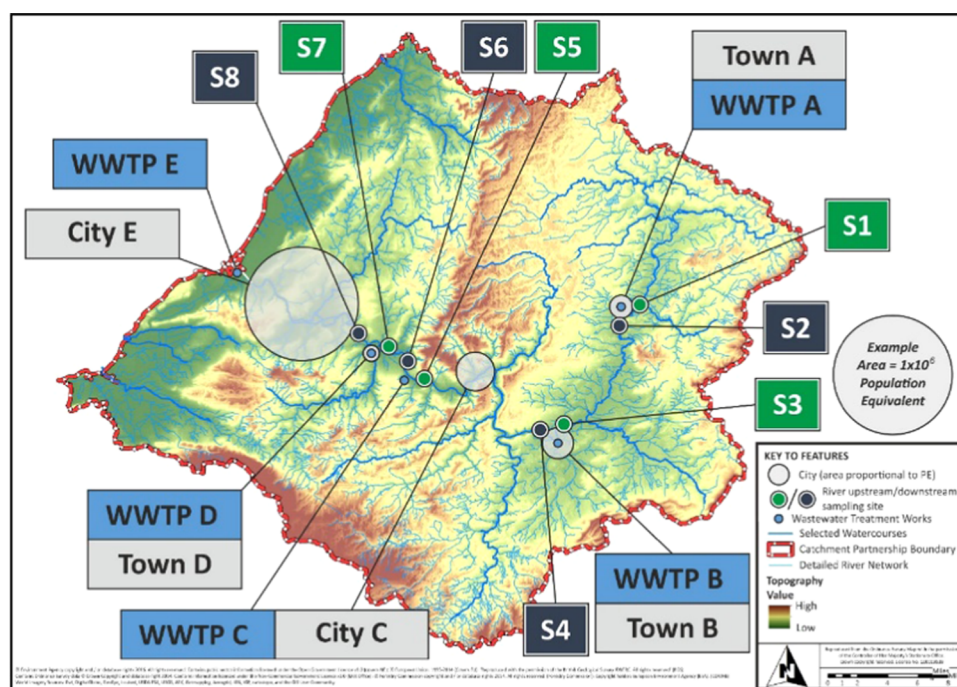 S7
S6
S5
Town A
WWTP A
S8
WWTP E
City E
S1
S2
Example
Area = 1x10⁶
Population
Equivalent
S3
WWTP D
Town D
WWTP C
City C
S4
WWTP B
Town B
KEY TO FEATURES
City (area proportional to PE)
River upstream/downstream
sampling site
Wastewater Treatment Works
Selected Watercourses
Catchment Partnership Boundary
Detailed River Network
Topography
Value
High
Low
N
Miles